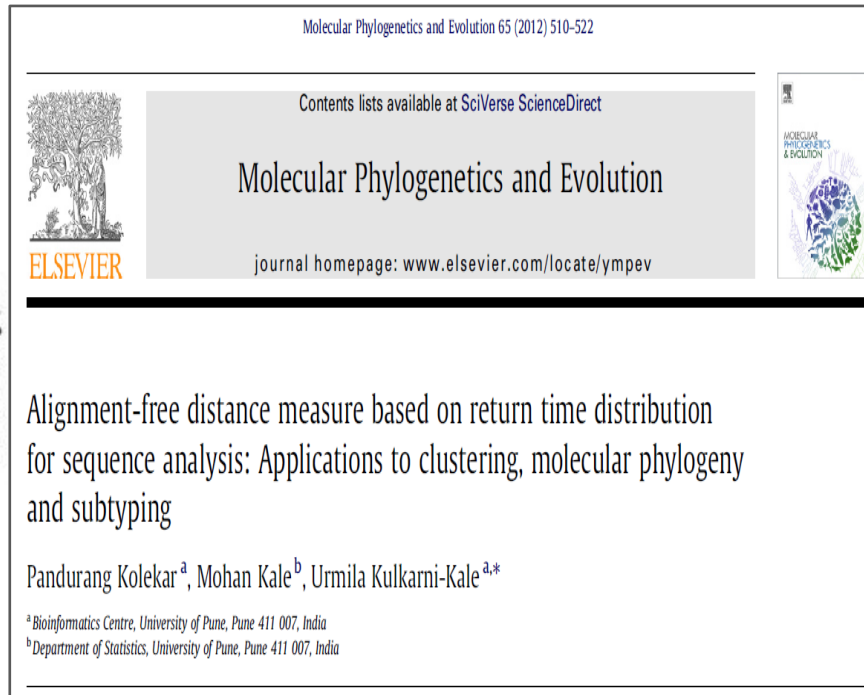 Molecular Phylogenetics and Evolution 65 (2012) 510–522
Contents lists available at SciVerse ScienceDirect
Molecular Phylogenetics and Evolution
journal homepage: www.elsevier.com/locate/ympev
ELSEVIER
MOLECULAR
PHYLOGENETICS
& EVOLUTION
Alignment-free distance measure based on return time distribution
for sequence analysis: Applications to clustering, molecular phylogeny
and subtyping
Pandurang Kolekar a, Mohan Kale b, Urmila Kulkarni-Kale a,*
a Bioinformatics Centre, University of Pune, Pune 411 007, India
b Department of Statistics, University of Pune, Pune 411 007, India